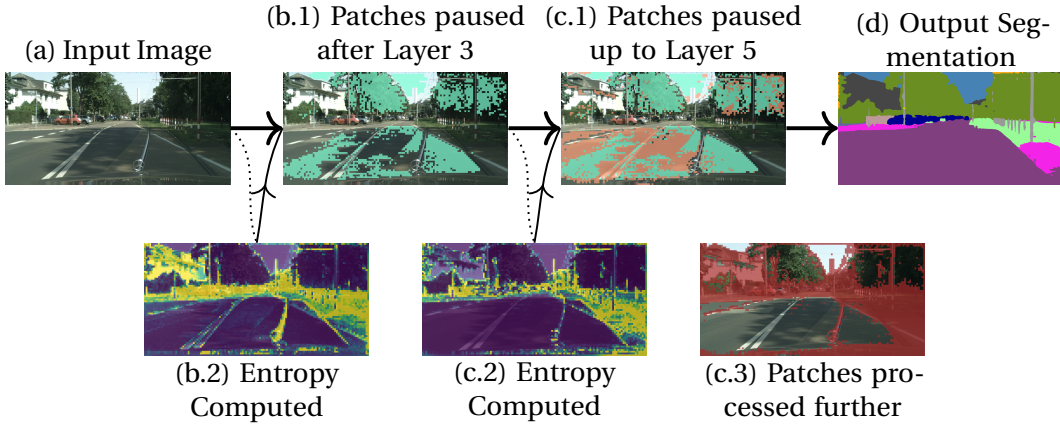 (a) Input Image
(b.1) Patches paused
after Layer 3
(c.1) Patches paused
up to Layer 5
(d) Output Seg-
mentation
(b.2) Entropy
Computed
(c.2) Entropy
Computed
(c.3) Patches pro-
cessed further